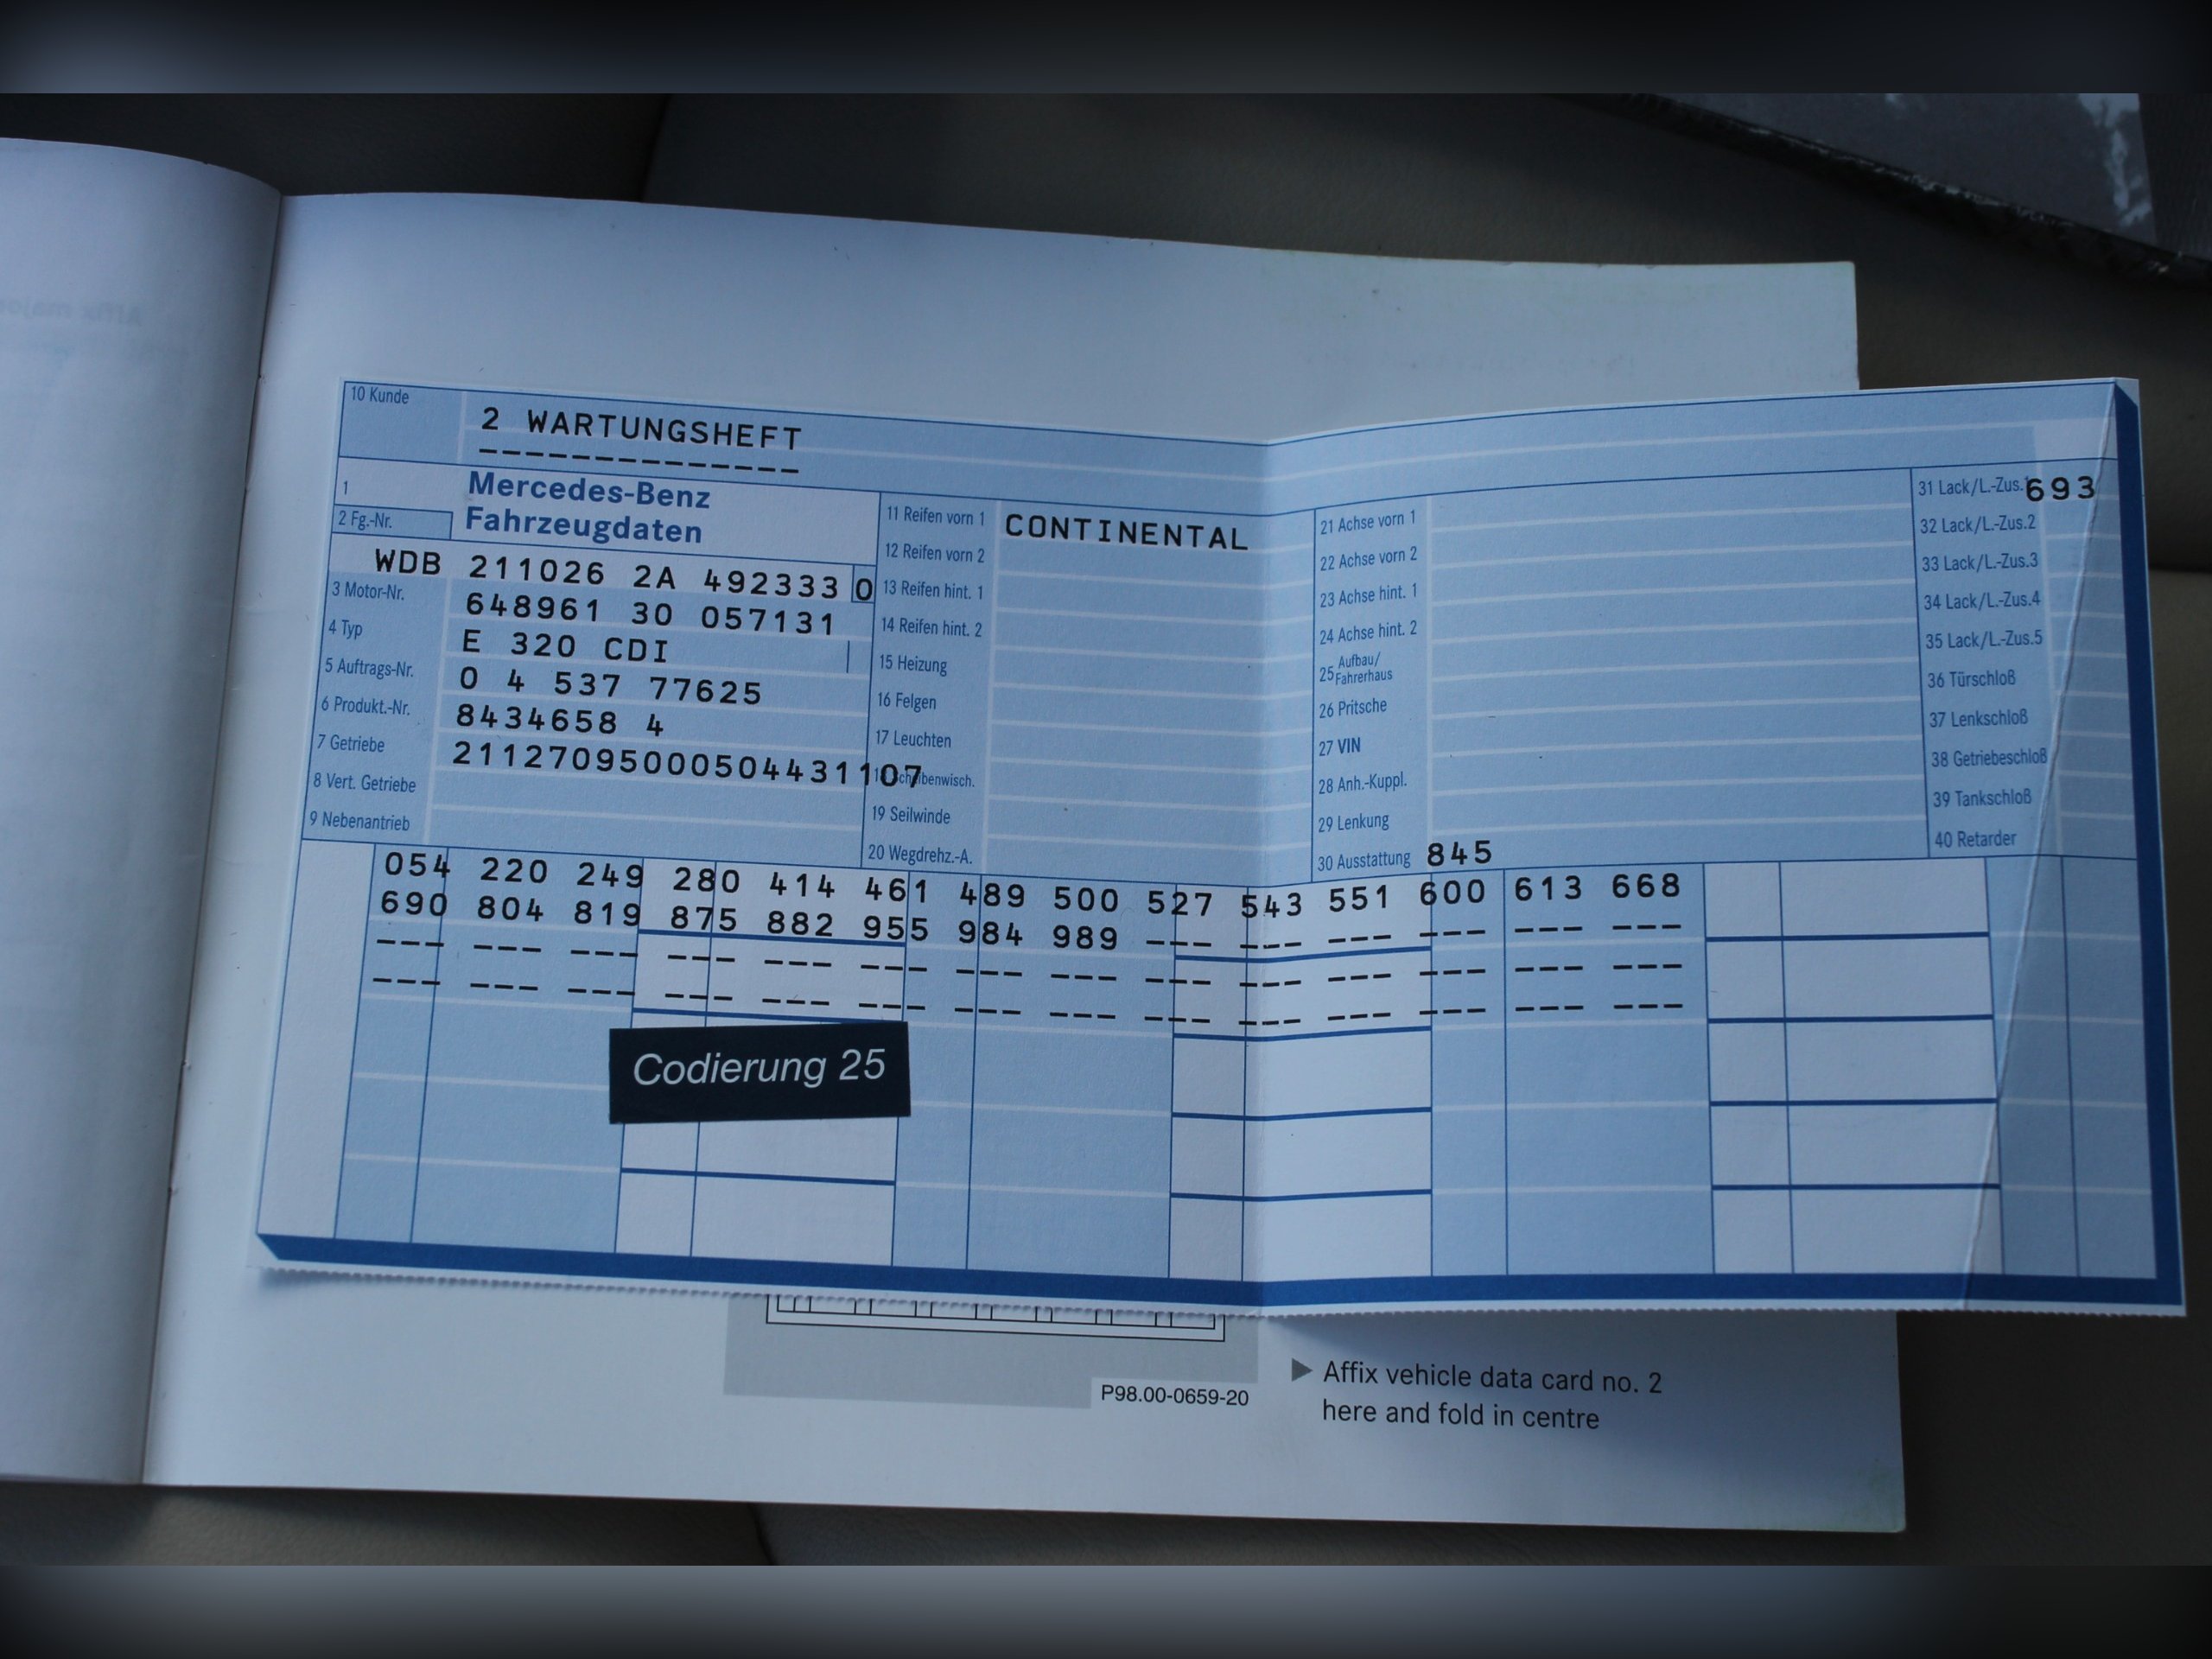 10 Kunde
2 WARTUNGSHEFT
-------------
1
Mercedes-Benz
Fahrzeugdaten
2 Fg.-Nr.
WDB 211026 2A 492333 0
3 Motor-Nr.
648961 30 057131
4 Typ
E 320 CDI
5 Auftrags-Nr.
0 4 537 77625
6 Produkt.-Nr.
8434658 4
7 Getriebe
21127095000504431107
8 Vert. Getriebe
9 Nebenantrieb
11 Reifen vorn 1
CONTINENTAL
12 Reifen vorn 2
13 Reifen hint. 1
14 Reifen hint. 2
15 Heizung
16 Felgen
17 Leuchten
19 Seilwinde
20 Wegdrehz.-A.
21 Achse vorn 1
22 Achse vorn 2
23 Achse hint. 1
24 Achse hint. 2
25 Aufbau/
Fahrerhaus
26 Pritsche
27 VIN
28 Anh.-Kuppl.
29 Lenkung
30 Ausstattung 845
31 Lack/L.-Zus. 693
32 Lack/L.-Zus.2
33 Lack/L.-Zus.3
34 Lack/L.-Zus.4
35 Lack/L.-Zus.5
36 Türschloß
37 Lenkschloß
38 Getriebeschloß
39 Tankschloß
40 Retarder
054 220 249 280 414 461 489 500 527 543 551 600 613 668
690 804 819 875 882 955 984 989 --- --- --- --- --- ---
--- --- --- --- --- --- --- --- --- --- --- --- --- ---
--- --- --- --- --- --- --- --- --- --- --- --- --- ---
Codierung 25
P98.00-0659-20
Affix vehicle data card no. 2
here and fold in centre